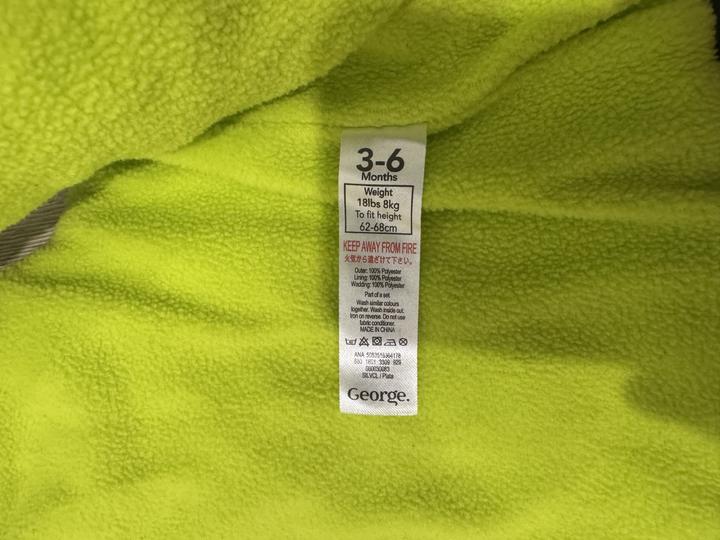 3-6
Months
Weight
18lbs 8kg
To fit height
62-68cm
KEEP AWAY FROM FIRE
火気から遠ざけて下さい。
Outer: 100% Polyester
Lining: 100% Polyester
Wadding: 100% Polyester
Part of a set
Wash similar colours
together. Wash inside out.
Iron on reverse. Do not use
fabric conditioner.
MADE IN CHINA
ANA
SILVCL / Plata
George.